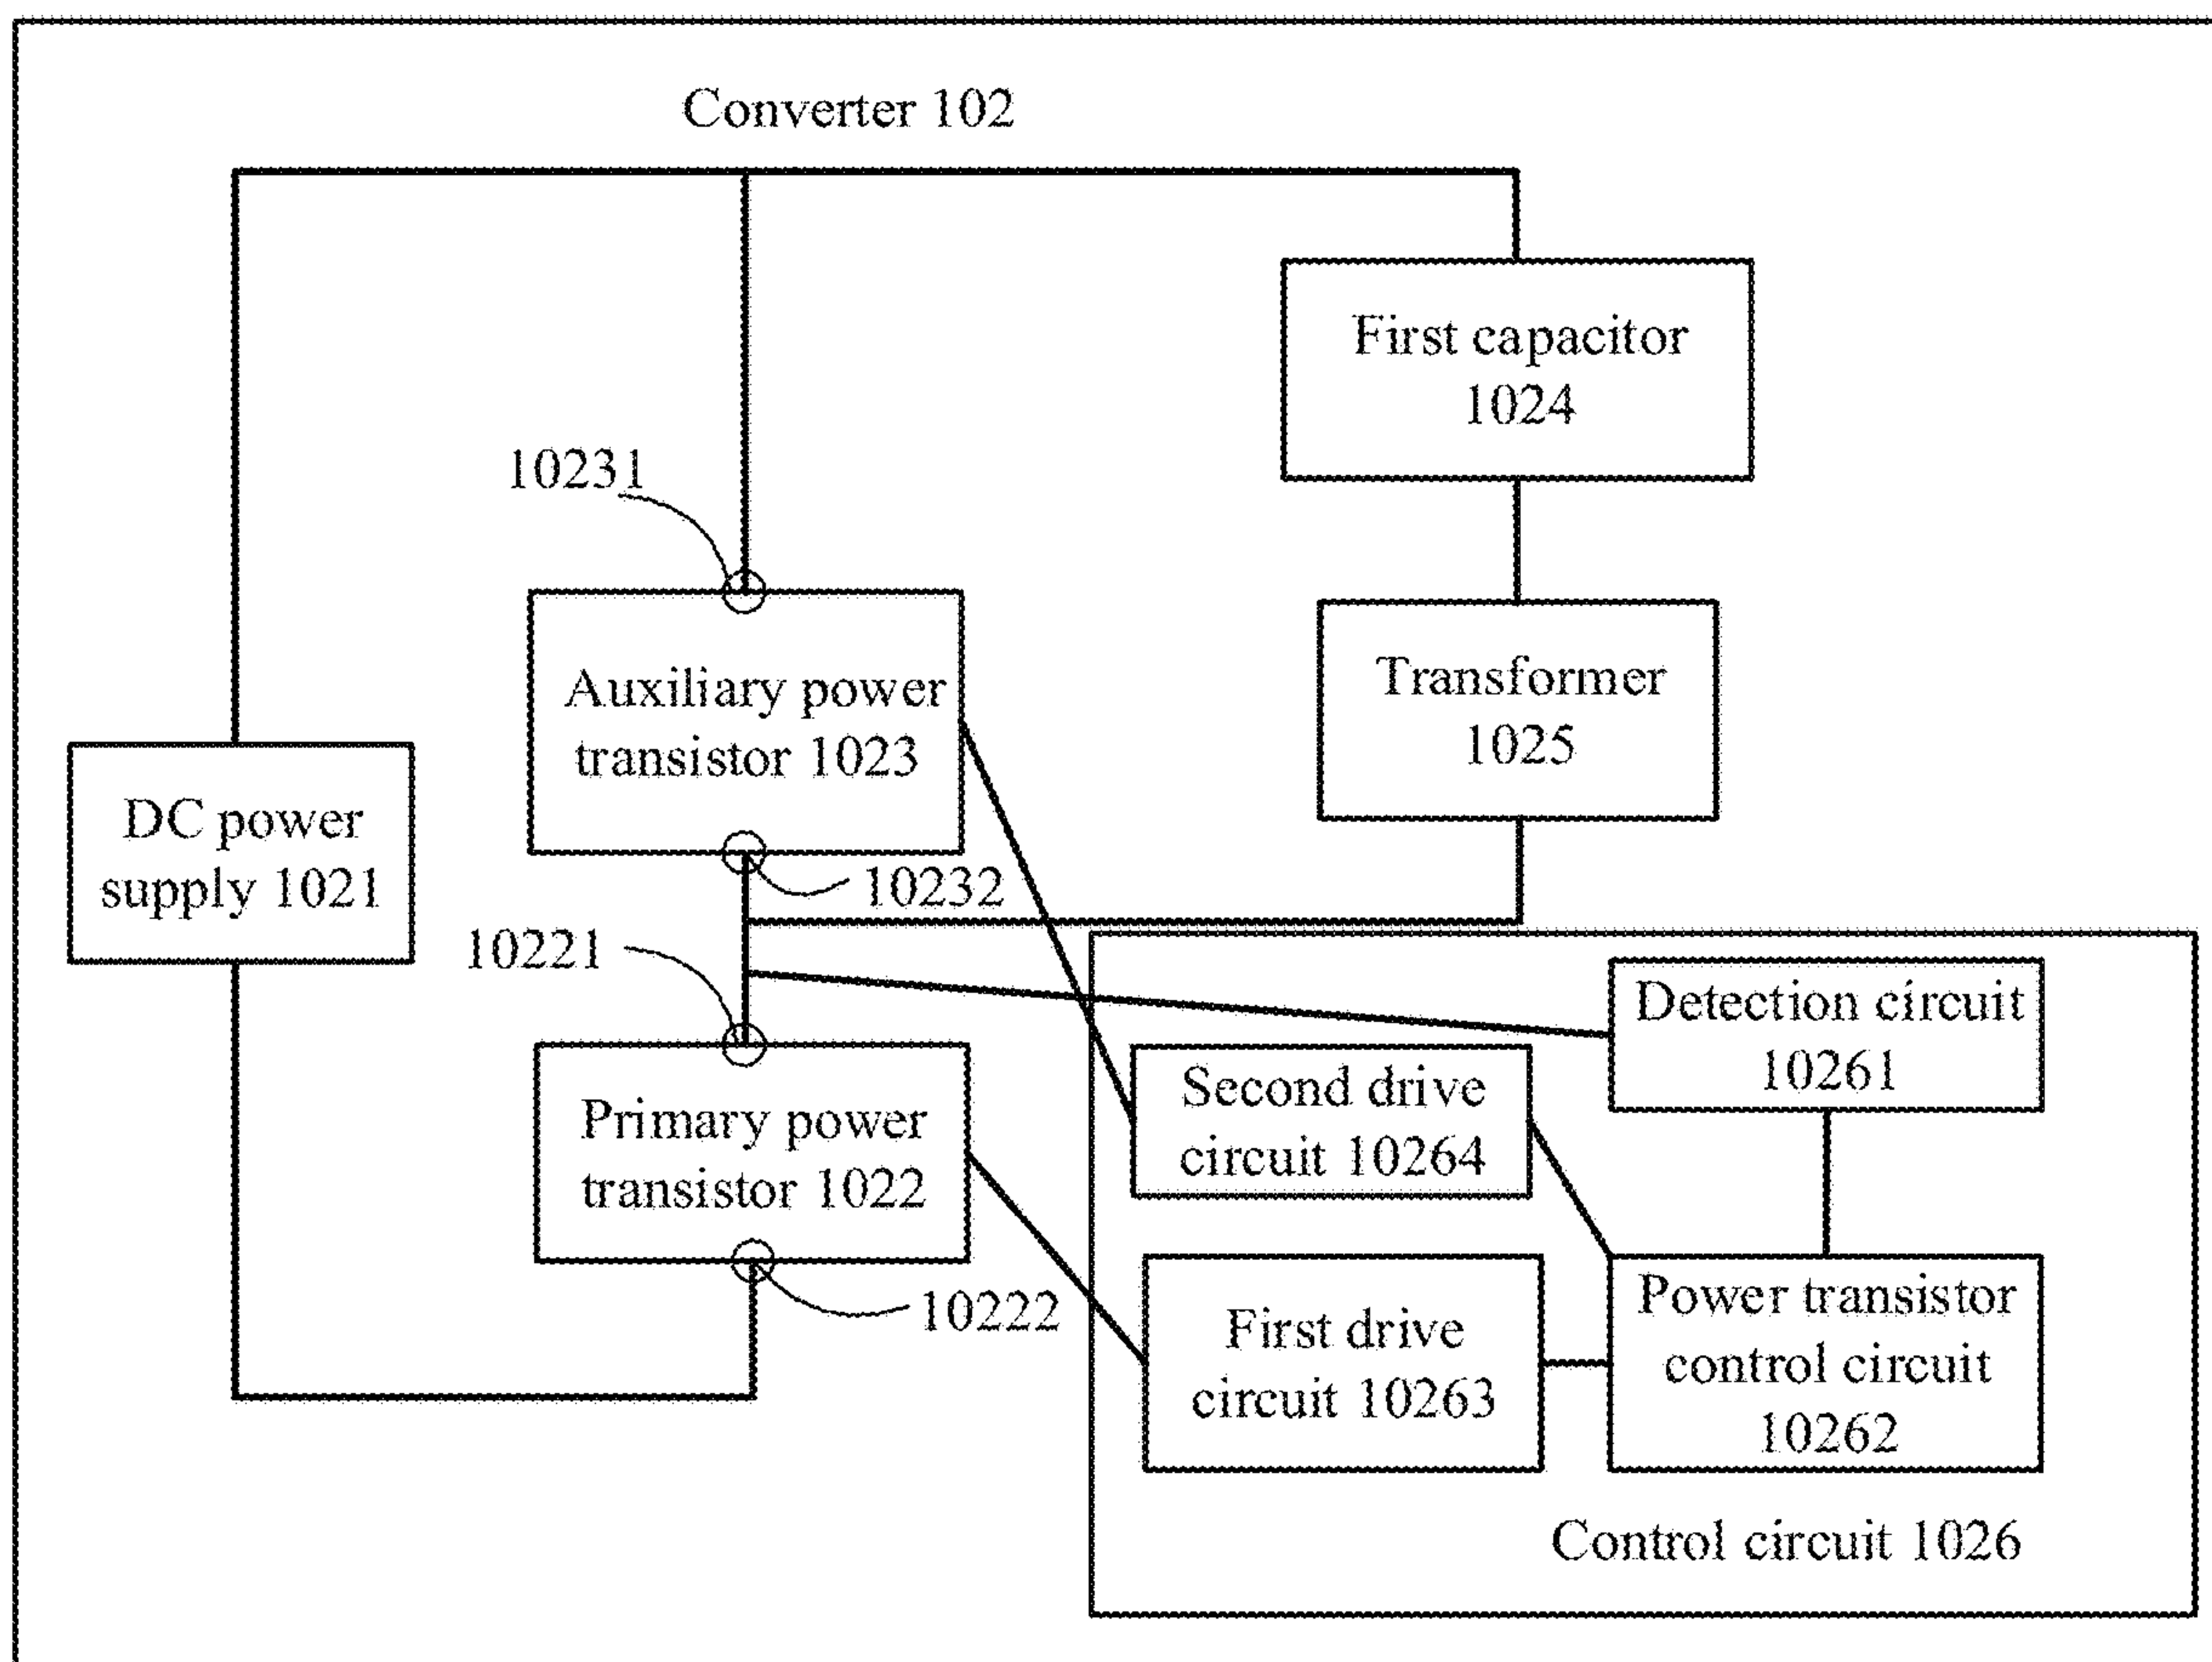 Converter 102
First capacitor
1024
10231
Auxiliary power
transistor 1023
Transformer
1025
DC power
supply 1021
10232
10221
Detection circuit
10261
Second drive
circuit 10264
Primary power
transistor 1022
10222
First drive
circuit 10263
Power transistor
control circuit
10262
Control circuit 1026